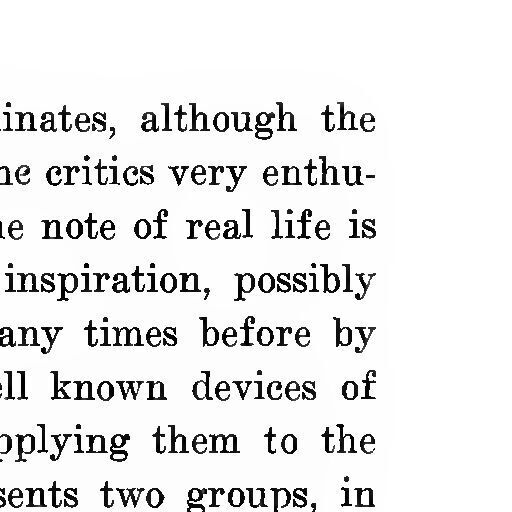 inates, although the
ne critics very enthu-
ne note of real life is
inspiration, possibly
any times before by
ell known devices of
pplying them to the
sents two groups, in